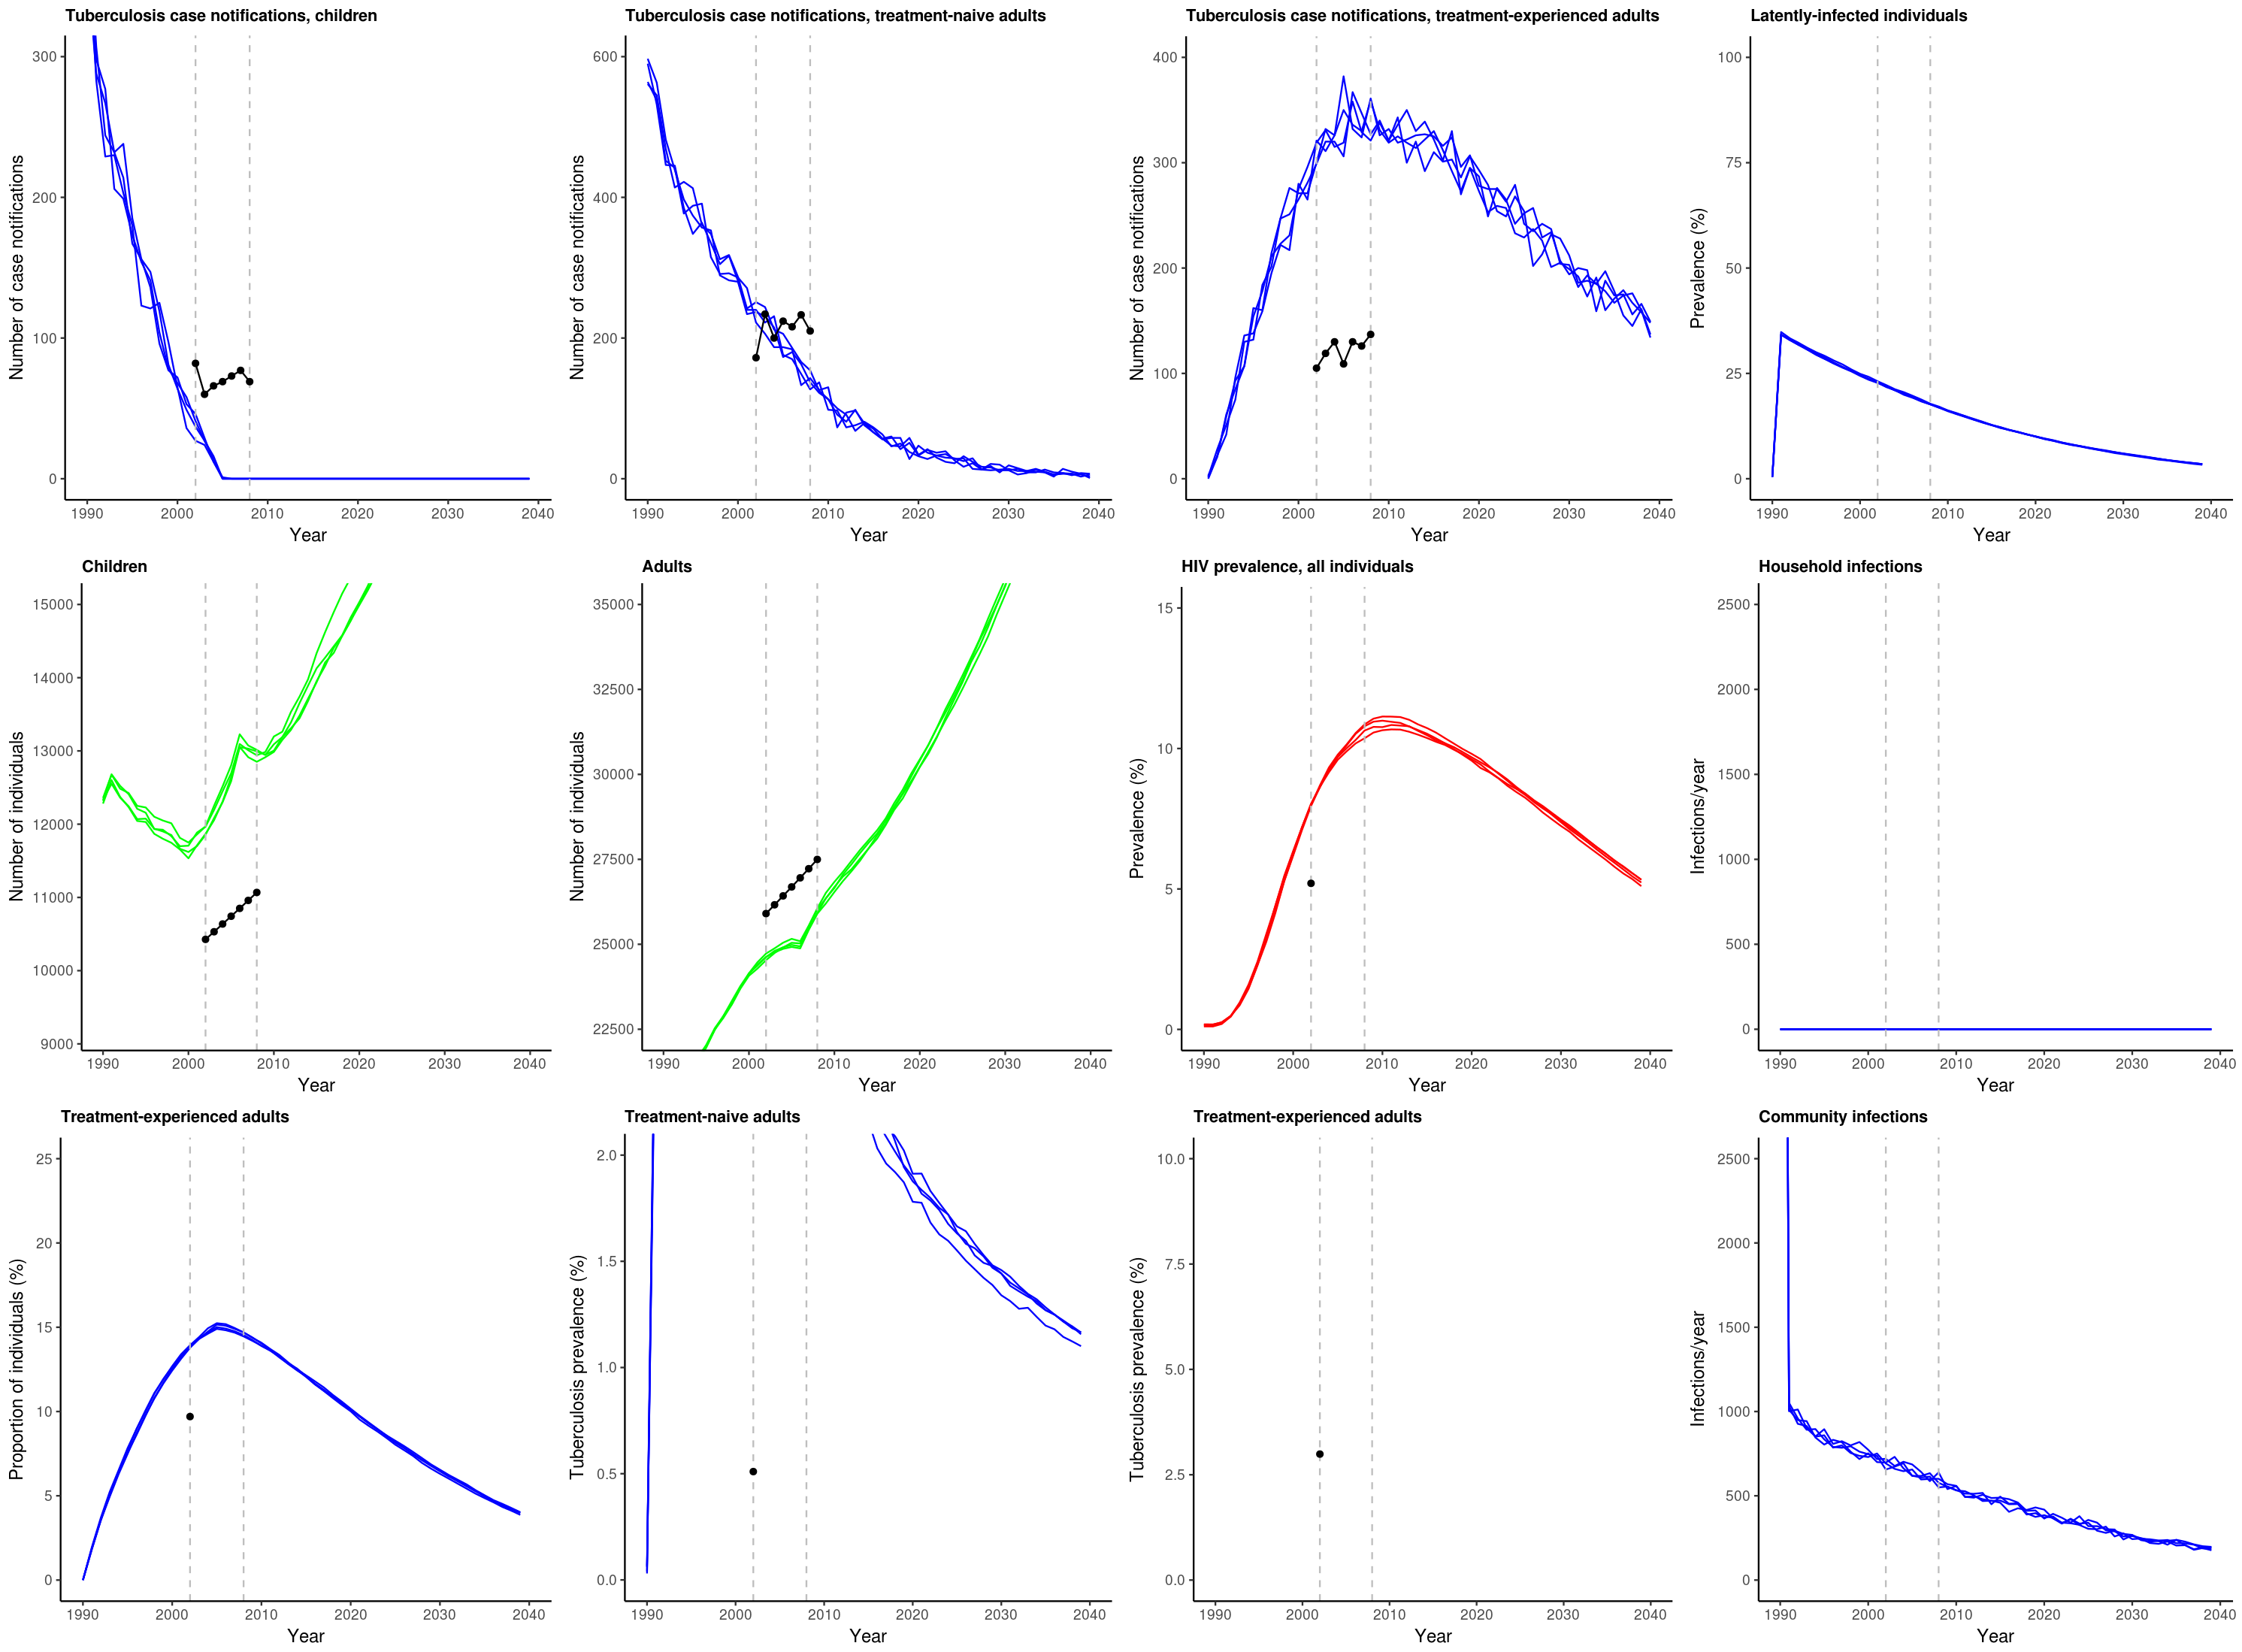 Tuberculosis case notifications, children
Tuberculosis case notifications, treatment-naive adults
Tuberculosis case notifications, treatment-experienced adults
Latently-infected individuals
Number of case notifications
300
200
100
0
1990 2000 2010 2020 2030 2040
Year
Number of case notifications
600
400
200
0
1990 2000 2010 2020 2030 2040
Year
Number of case notifications
400
300
200
100
0
1990 2000 2010 2020 2030 2040
Year
Prevalence (%)
100
75
50
25
0
1990 2000 2010 2020 2030 2040
Year
Children
Adults
HIV prevalence, all individuals
Household infections
Number of individuals
15000
14000
13000
12000
11000
10000
9000
1990 2000 2010 2020 2030 2040
Year
Number of individuals
35000
32500
30000
27500
25000
22500
1990 2000 2010 2020 2030 2040
Year
Prevalence (%)
15
10
5
0
1990 2000 2010 2020 2030 2040
Year
Infections/year
2500
2000
1500
1000
500
0
1990 2000 2010 2020 2030 2040
Year
Treatment-experienced adults
Treatment-naive adults
Treatment-experienced adults
Community infections
Proportion of individuals (%)
25
20
15
10
5
0
1990 2000 2010 2020 2030 2040
Year
Tuberculosis prevalence (%)
2.0
1.5
1.0
0.5
0.0
1990 2000 2010 2020 2030 2040
Year
Tuberculosis prevalence (%)
10.0
7.5
5.0
2.5
0.0
1990 2000 2010 2020 2030 2040
Year
Infections/year
2500
2000
1500
1000
500
0
1990 2000 2010 2020 2030 2040
Year